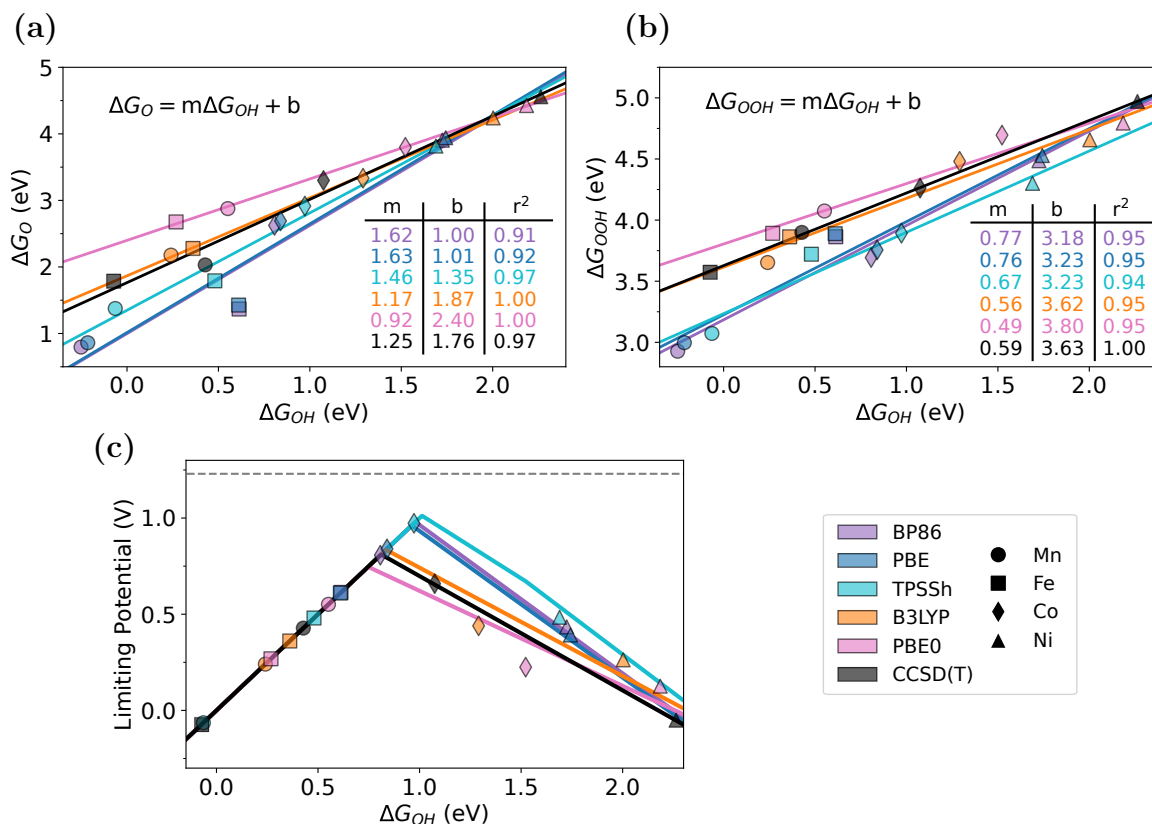 (a)
ΔG_O = mΔG_OH + b
5
4
3
2
1
ΔG_O (eV)
0.0 0.5 1.0 1.5 2.0
ΔG_OH (eV)
m b r²
1.62 1.00 0.91
1.63 1.01 0.92
1.46 1.35 0.97
1.17 1.87 1.00
0.92 2.40 1.00
1.25 1.76 0.97
(b)
ΔG_OOH = mΔG_OH + b
5.0
4.5
4.0
3.5
3.0
ΔG_OOH (eV)
0.0 0.5 1.0 1.5 2.0
ΔG_OH (eV)
m b r²
0.77 3.18 0.95
0.76 3.23 0.95
0.67 3.23 0.94
0.56 3.62 0.95
0.49 3.80 0.95
0.59 3.63 1.00
(c)
1.0
0.5
0.0
Limiting Potential (V)
0.0 0.5 1.0 1.5 2.0
ΔG_OH (eV)
BP86
PBE
TPSSh
B3LYP
PBE0
CCSD(T)
Mn
Fe
Co
Ni